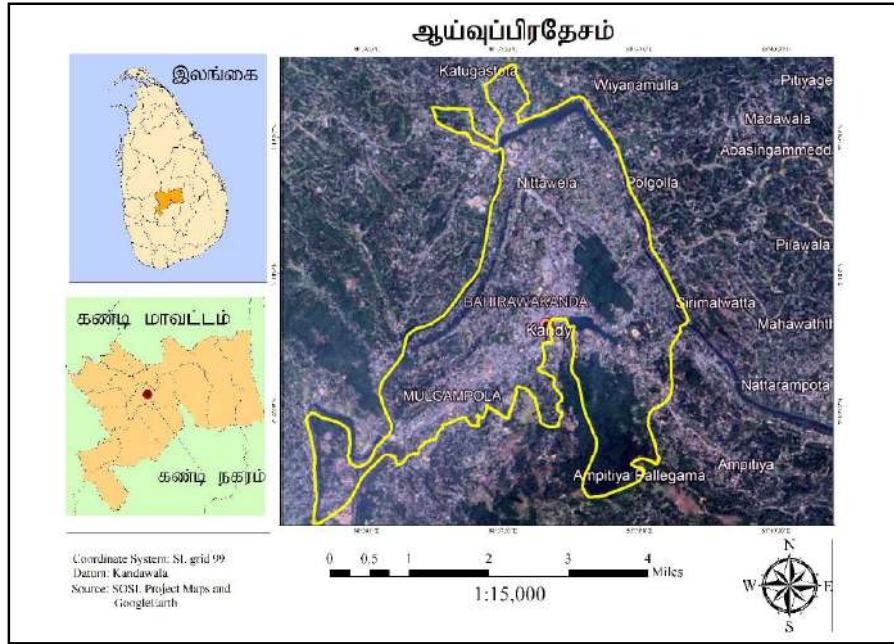 ஆய்வுப்பிரதேசம்
இலங்கை
கண்டி மாவட்டம்
கண்டி நகரம்
Katugastota
Wiyanamulla
Pitiyage
Madawala
Abasingammedd
Nittawela
Polgolla
Pilawala
BAHIRAWAKANDA
Sirimalwatta
Kandy
Mahawathth
MULGAMPOLA
Nattarampota
Ampitiya Pallegama
Ampitiya
Coordinate System: SL grid 99
Datum: Kandawala
Source: SOSL Project Maps and
GoogleEarth
0 0.5 1 2 3 4
Miles
1:15,000
N
W E
S